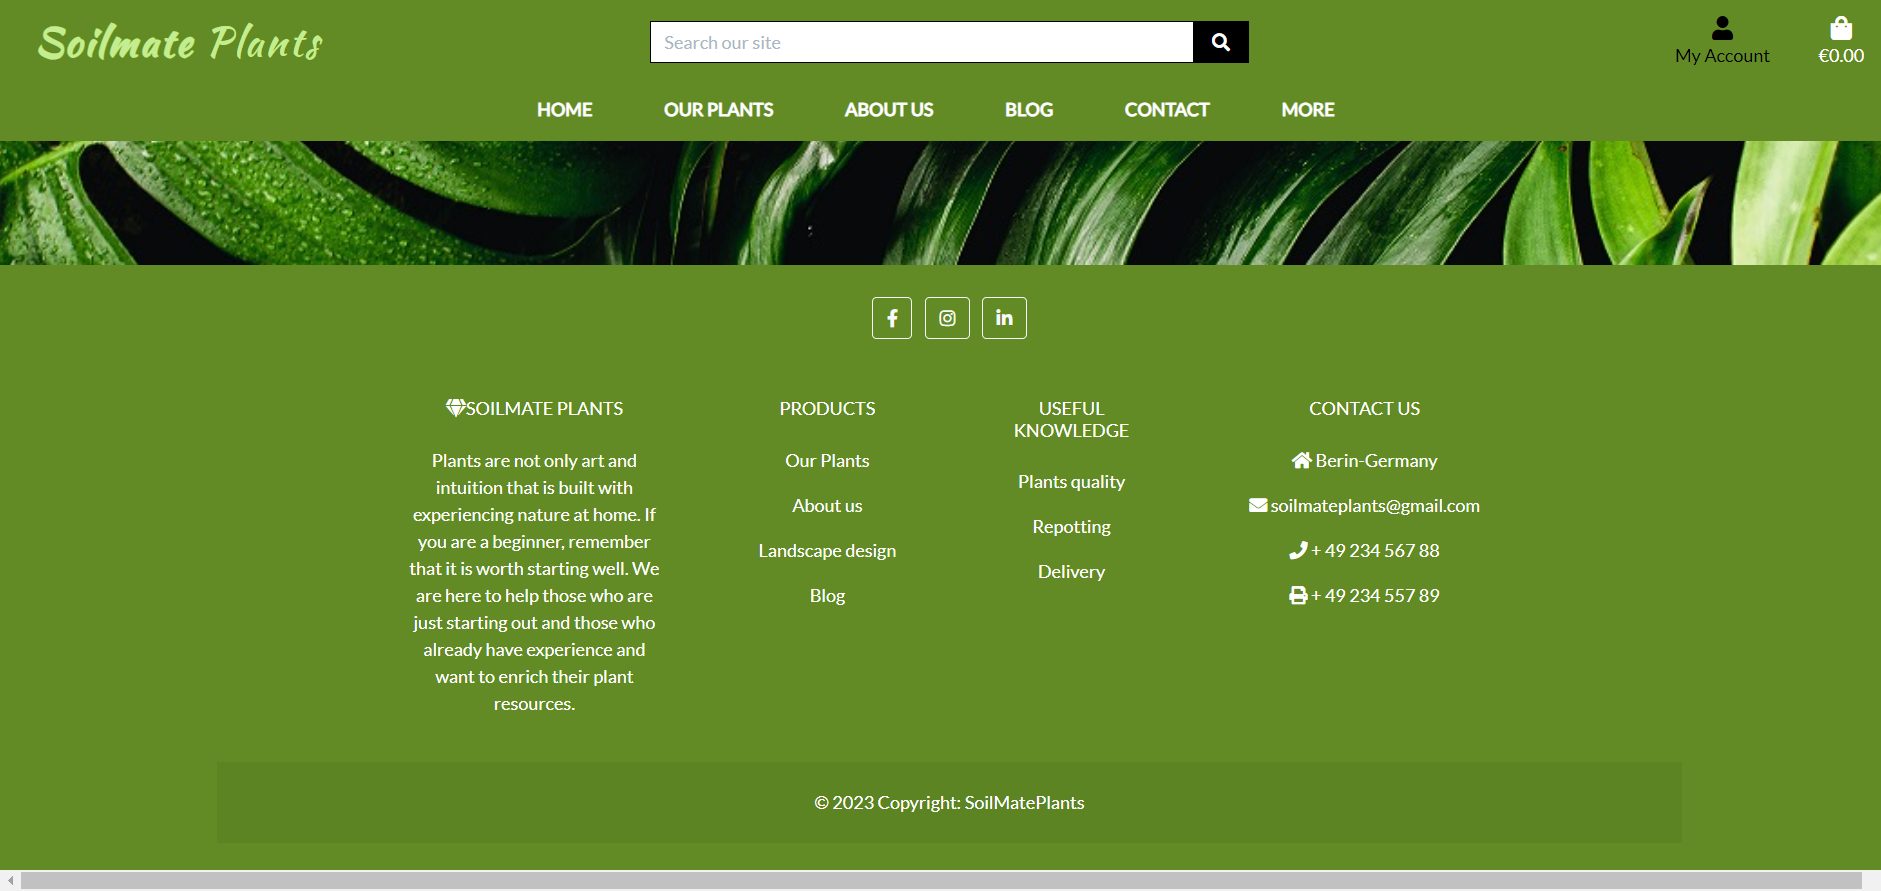 Soilmate Plants
Search our site
My Account
€0.00
HOME OUR PLANTS ABOUT US BLOG CONTACT MORE
SOILMATE PLANTS
Plants are not only art and
intuition that is built with
experiencing nature at home. If
you are a beginner, remember
that it is worth starting well. We
are here to help those who are
just starting out and those who
already have experience and
want to enrich their plant
resources.
PRODUCTS
Our Plants
About us
Landscape design
Blog
USEFUL
KNOWLEDGE
Plants quality
Repotting
Delivery
CONTACT US
Berin-Germany
soilmateplants@gmail.com
+ 49 234 567 88
+ 49 234 557 89
© 2023 Copyright: SoilMatePlants